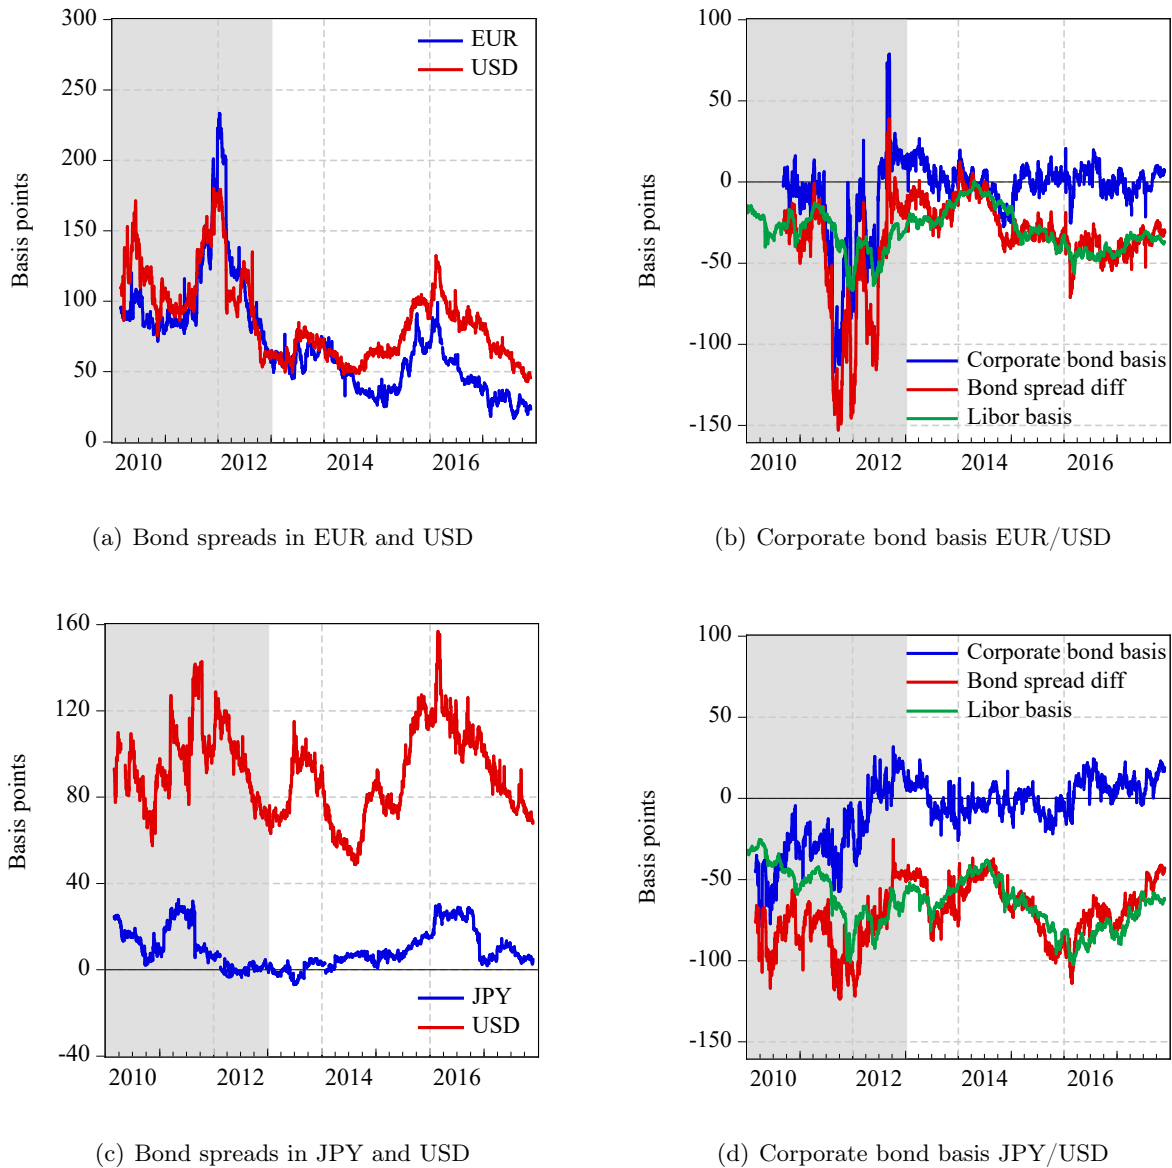 300
250
200
150
100
50
0
Basis points
EUR
USD
2010 2012 2014 2016
(a) Bond spreads in EUR and USD
100
50
0
-50
-100
-150
Basis points
Corporate bond basis
Bond spread diff
Libor basis
2010 2012 2014 2016
(b) Corporate bond basis EUR/USD
160
120
80
40
0
-40
Basis points
JPY
USD
2010 2012 2014 2016
(c) Bond spreads in JPY and USD
100
50
0
-50
-100
-150
Basis points
Corporate bond basis
Bond spread diff
Libor basis
2010 2012 2014 2016
(d) Corporate bond basis JPY/USD